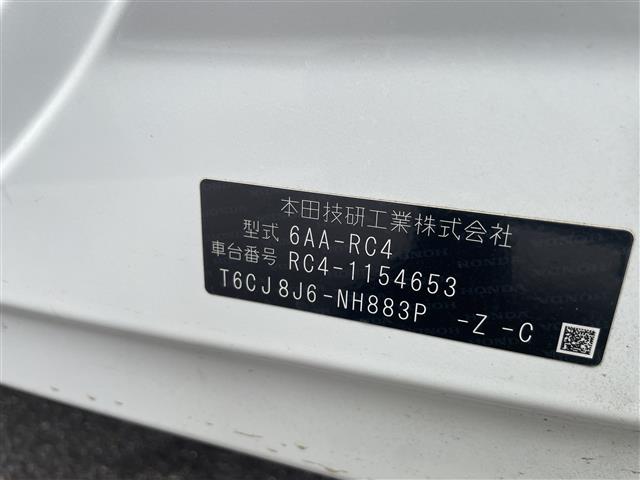 本田技研工業株式会社
型式 6AA-RC4
車台番号 RC4-1154653
T6CJ8J6-NH883P -Z -C